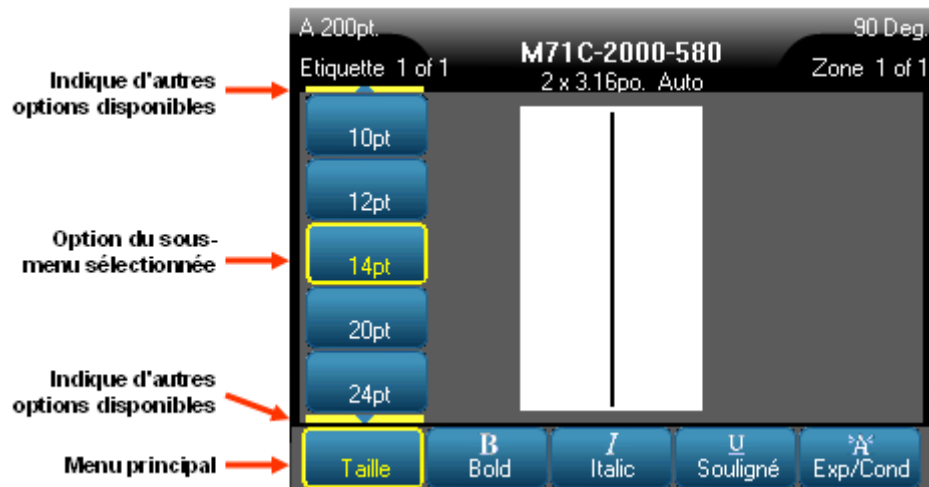 A 200pt.
90 Deg.
M71C-2000-580
Etiquette 1 of 1
Zone 1 of 1
2 x 3.16po. Auto
Indique d'autres
options disponibles
10pt
12pt
Option du sous-
menu sélectionnée
14pt
20pt
Indique d'autres
options disponibles
24pt
Menu principal
Taille
B
Bold
I
Italic
U
Souligné
A
Exp/Cond